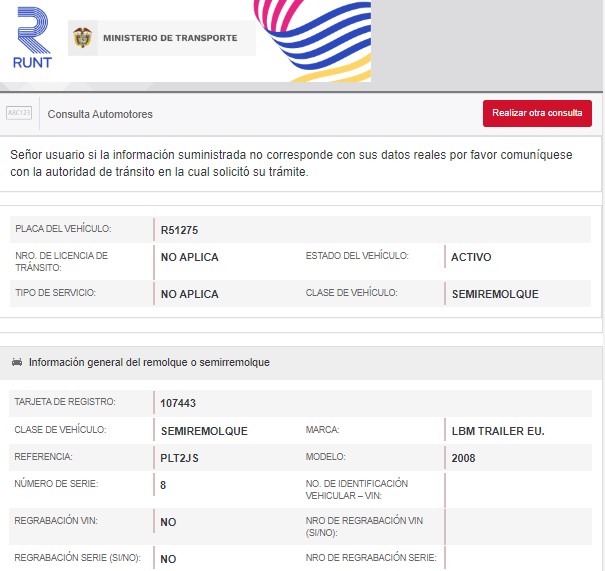 RUNT
MINISTERIO DE TRANSPORTE
ABC123
Consulta Automotores
Realizar otra consulta
Señor usuario si la información suministrada no corresponde con sus datos reales por favor comuníquese
con la autoridad de tránsito en la cual solicitó su trámite.
PLACA DEL VEHÍCULO: R51275
NRO. DE LICENCIA DE
TRÁNSITO: NO APLICA ESTADO DEL VEHÍCULO: ACTIVO
TIPO DE SERVICIO: NO APLICA CLASE DE VEHÍCULO: SEMIREMOLQUE
Información general del remolque o semirremolque
TARJETA DE REGISTRO: 107443
CLASE DE VEHÍCULO: SEMIREMOLQUE MARCA: LBM TRAILER EU.
REFERENCIA: PLT2JS MODELO: 2008
NÚMERO DE SERIE: 8 NO. DE IDENTIFICACIÓN
VEHICULAR – VIN:
REGRABACIÓN VIN: NO NRO DE REGRABACIÓN VIN
(SI/NO):
REGRABACIÓN SERIE (SI/NO): NO NRO DE REGRABACIÓN SERIE: